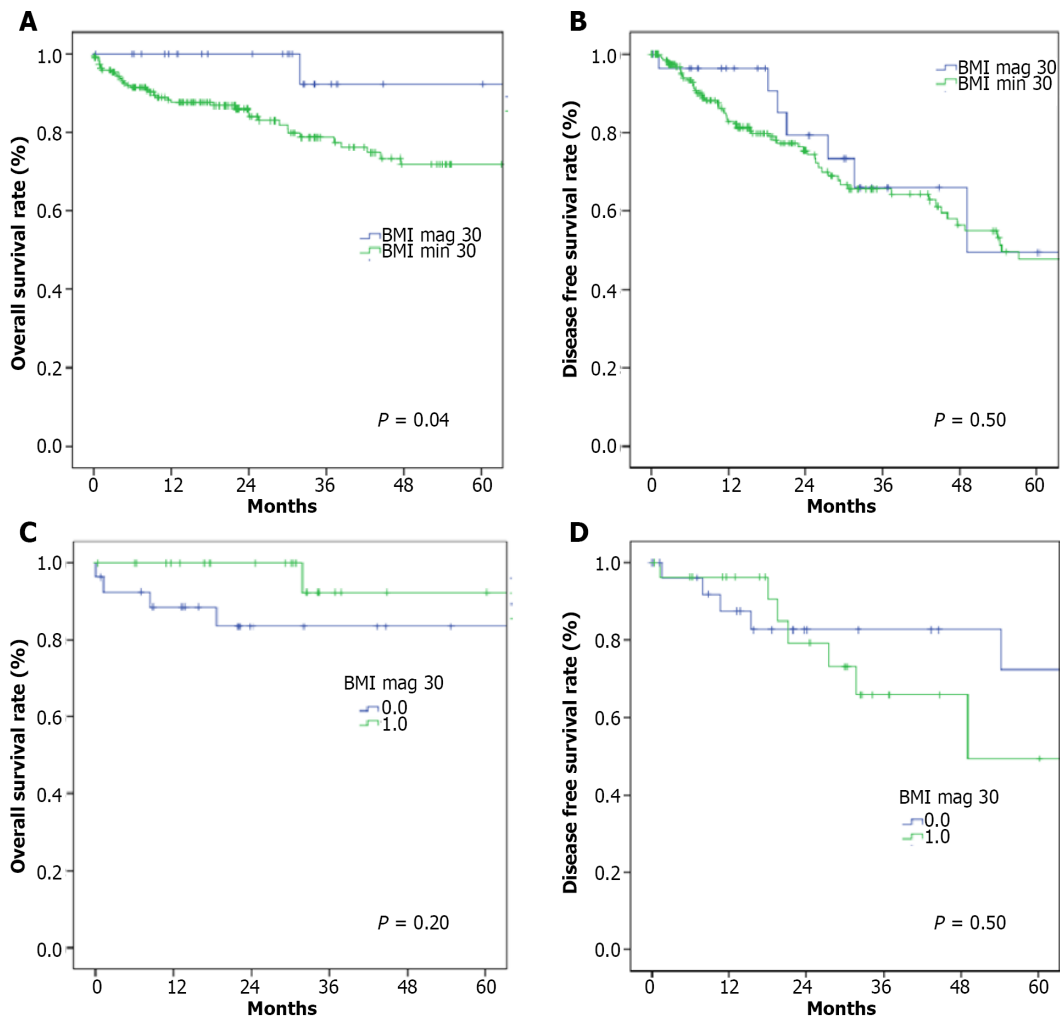 A
Overall survival rate (%)
1.0
0.8
0.6
0.4
0.2
0.0
BMI mag 30
BMI min 30
P = 0.04
0 12 24 36 48 60
Months
B
Disease free survival rate (%)
1.0
0.8
0.6
0.4
0.2
0.0
BMI mag 30
BMI min 30
P = 0.50
0 12 24 36 48 60
Months
C
Overall survival rate (%)
1.0
0.8
0.6
0.4
0.2
0.0
BMI mag 30
0.0
1.0
P = 0.20
0 12 24 36 48 60
Months
D
Disease free survival rate (%)
1.0
0.8
0.6
0.4
0.2
0.0
BMI mag 30
0.0
1.0
P = 0.50
0 12 24 36 48 60
Months